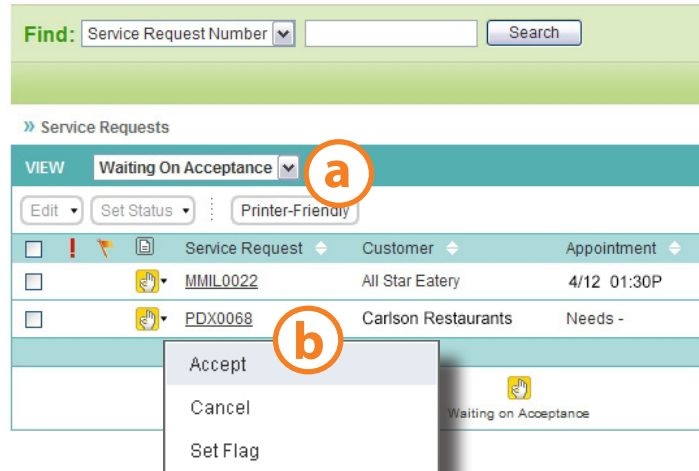 Find: Service Request Number Search
» Service Requests
VIEW Waiting On Acceptance a
Edit Set Status Printer-Friendly
! Service Request Customer Appointment
MMIL0022 All Star Eatery 4/12 01:30P
PDX0068 Carlson Restaurants Needs -
b
Accept
Cancel
Waiting on Acceptance
Set Flag